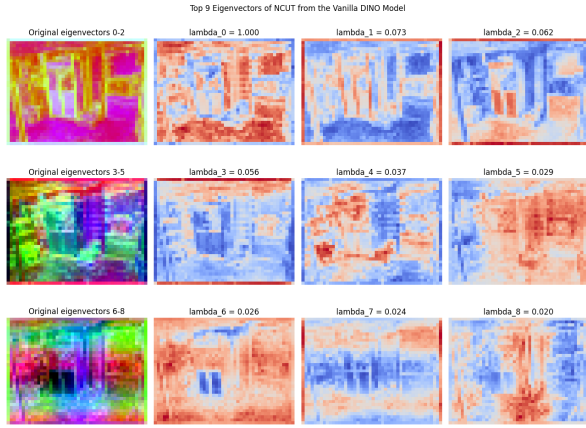 Top 9 Eigenvectors of NCUT from the Vanilla DINO Model
Original eigenvectors 0-2
lambda_0 = 1.000
lambda_1 = 0.073
lambda_2 = 0.062
Original eigenvectors 3-5
lambda_3 = 0.056
lambda_4 = 0.037
lambda_5 = 0.029
Original eigenvectors 6-8
lambda_6 = 0.026
lambda_7 = 0.024
lambda_8 = 0.020